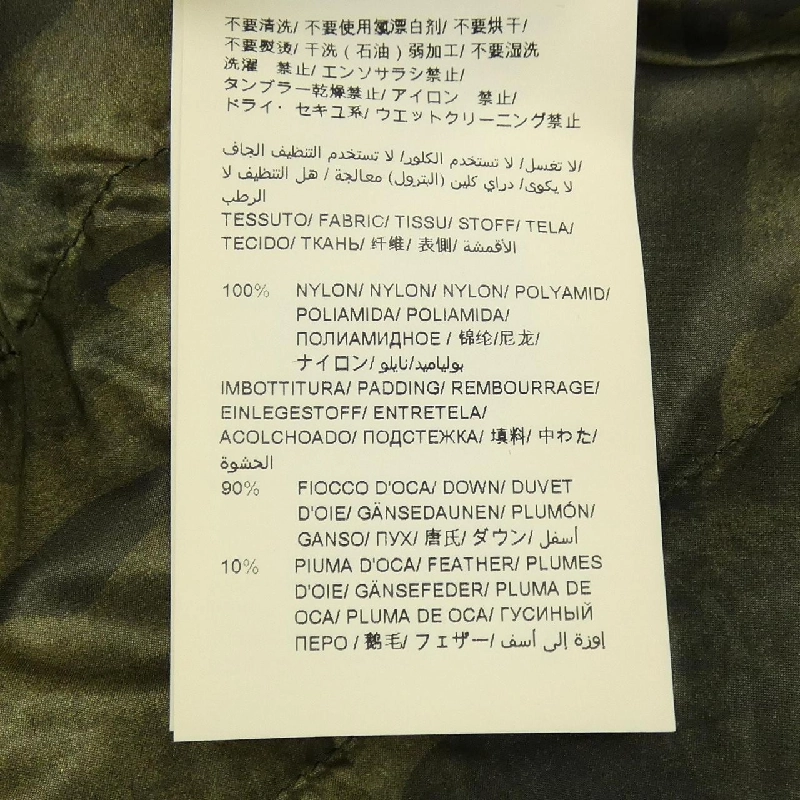 不要清洗/ 不要使用氯漂白剂/ 不要烘干/
不要熨烫/ 干洗（石油）弱加工/ 不要湿洗
洗濯　禁止/ エンソサラシ禁止/
タンブラー乾燥禁止/ アイロン　禁止/
ドライ・ セキユ系/ ウエットクリーニング禁止
لا تغسل/ لا تستخدم الكلور/ لا تستخدم التنظيف الجاف/
لا يكوى/ دراي كلين (البترول) معالجة / هل التنظيف لا
الرطب
TESSUTO/ FABRIC/ TISSU/ STOFF/ TELA/
TECIDO/ ТКАНЬ/ 纤维/ 表側/ الأقمشة
100% NYLON/ NYLON/ NYLON/ POLYAMID/
POLIAMIDA/ POLIAMIDA/
ПОЛИАМИДНОЕ / 锦纶/尼龙/
ナイロン/ بولياميد/نايلو
IMBOTTITURA/ PADDING/ REMBOURRAGE/
EINLEGESTOFF/ ENTRETELA/
ACOLCHOADO/ ПОДСТЕЖКА/ 填料/ 中わた/
الحشوة
90% FIOCCO D'OCA/ DOWN/ DUVET
D'OIE/ GÄNSEDAUNEN/ PLUMÓN/
GANSO/ ПУХ/ 唐氏/ ダウン/ أسفل
10% PIUMA D'OCA/ FEATHER/ PLUMES
D'OIE/ GÄNSEFEDER/ PLUMA DE
OCA/ PLUMA DE OCA/ ГУСИНЫЙ
ПЕРО / 鹅毛/ フェザー/ اوزة إلى أسف